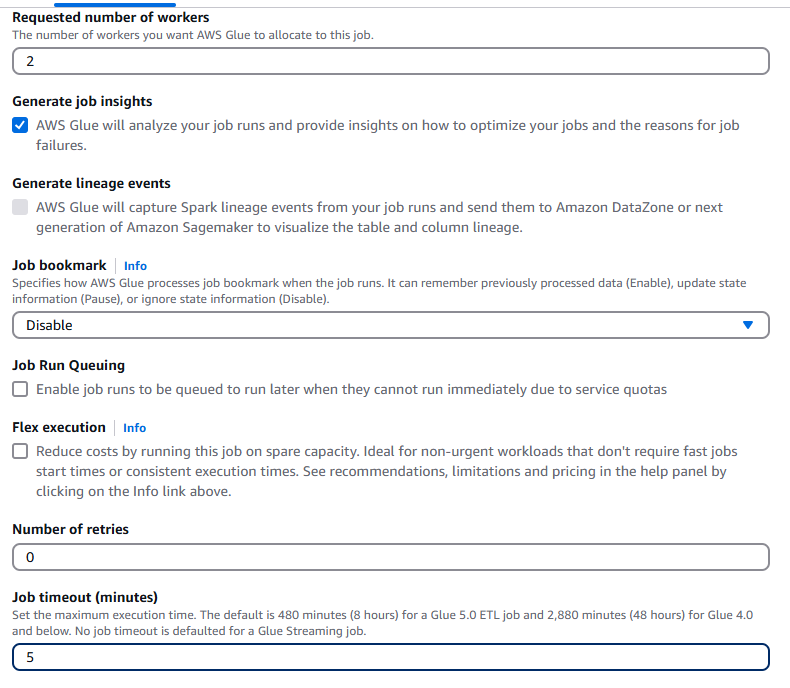 Requested number of workers
The number of workers you want AWS Glue to allocate to this job.
2
Generate job insights
AWS Glue will analyze your job runs and provide insights on how to optimize your jobs and the reasons for job
failures.
Generate lineage events
AWS Glue will capture Spark lineage events from your job runs and send them to Amazon DataZone or next
generation of Amazon Sagemaker to visualize the table and column lineage.
Job bookmark Info
Specifies how AWS Glue processes job bookmark when the job runs. It can remember previously processed data (Enable), update state
information (Pause), or ignore state information (Disable).
Disable
Job Run Queuing
Enable job runs to be queued to run later when they cannot run immediately due to service quotas
Flex execution Info
Reduce costs by running this job on spare capacity. Ideal for non-urgent workloads that don't require fast jobs
start times or consistent execution times. See recommendations, limitations and pricing in the help panel by
clicking on the Info link above.
Number of retries
0
Job timeout (minutes)
Set the maximum execution time. The default is 480 minutes (8 hours) for a Glue 5.0 ETL job and 2,880 minutes (48 hours) for Glue 4.0
and below. No job timeout is defaulted for a Glue Streaming job.
5